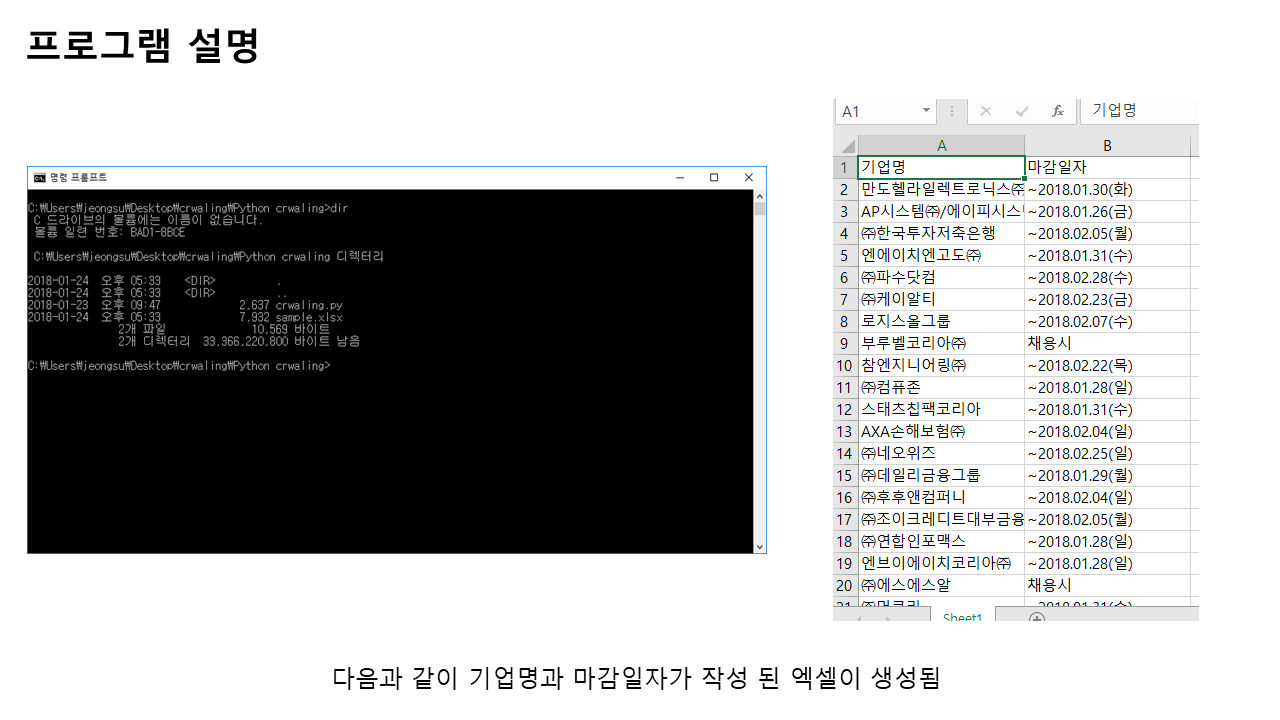 프로그램 설명
명령 프롬프트
C:\Users\jeongsu\Desktop\crwaling\Python crwaling>dir
C 드라이브의 볼륨에는 이름이 없습니다.
볼륨 일련 번호: BAD1-8BCE
C:\Users\jeongsu\Desktop\crwaling\Python crwaling 디렉터리
2018-01-24 오후 05:33 <DIR> .
2018-01-24 오후 05:33 <DIR> ..
2018-01-23 오후 09:47 2,637 crwaling.py
2018-01-24 오후 05:33 7,932 sample.xlsx
2개 파일 10,569 바이트
2개 디렉터리 33,366,220,800 바이트 남음
C:\Users\jeongsu\Desktop\crwaling\Python crwaling>
A1 fx 기업명
A B
1 기업명 마감일자
2 만도헬라일렉트로닉스㈜ ~2018.01.30(화)
3 AP시스템㈜/에이피시스 ~2018.01.26(금)
4 ㈜한국투자저축은행 ~2018.02.05(월)
5 엔에이치엔고도㈜ ~2018.01.31(수)
6 ㈜파수닷컴 ~2018.02.28(수)
7 ㈜케이알티 ~2018.02.23(금)
8 로지스올그룹 ~2018.02.07(수)
9 부루벨코리아㈜ 채용시
10 참엔지니어링㈜ ~2018.02.22(목)
11 ㈜컴퓨존 ~2018.01.28(일)
12 스태츠칩팩코리아 ~2018.01.31(수)
13 AXA손해보험㈜ ~2018.02.04(일)
14 ㈜네오위즈 ~2018.02.25(일)
15 ㈜데일리금융그룹 ~2018.01.29(월)
16 ㈜후후앤컴퍼니 ~2018.02.04(일)
17 ㈜조이크레디트대부금융 ~2018.02.05(월)
18 ㈜연합인포맥스 ~2018.01.28(일)
19 엔브이에이치코리아㈜ ~2018.01.28(일)
20 ㈜에스에스알 채용시
21 ~2018.01.31(수)
Sheet1
다음과 같이 기업명과 마감일자가 작성 된 엑셀이 생성됨